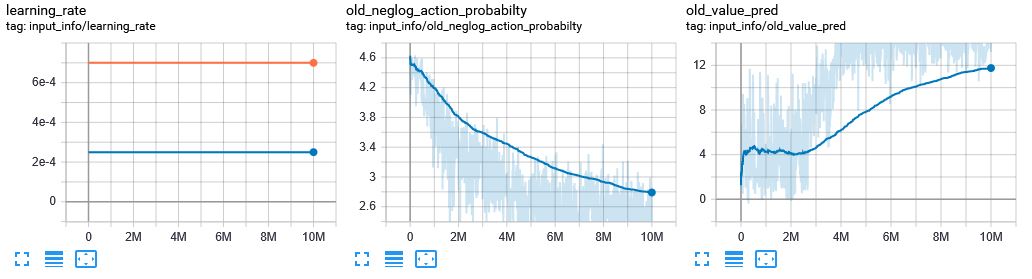 learning_rate
tag: input_info/learning_rate
6e-4
4e-4
2e-4
0
0 2M 4M 6M 8M 10M
old_neglog_action_probabilty
tag: input_info/old_neglog_action_probabilty
4.6
4.2
3.8
3.4
3
2.6
0 2M 4M 6M 8M 10M
old_value_pred
tag: input_info/old_value_pred
12
8
4
0
0 2M 4M 6M 8M 10M